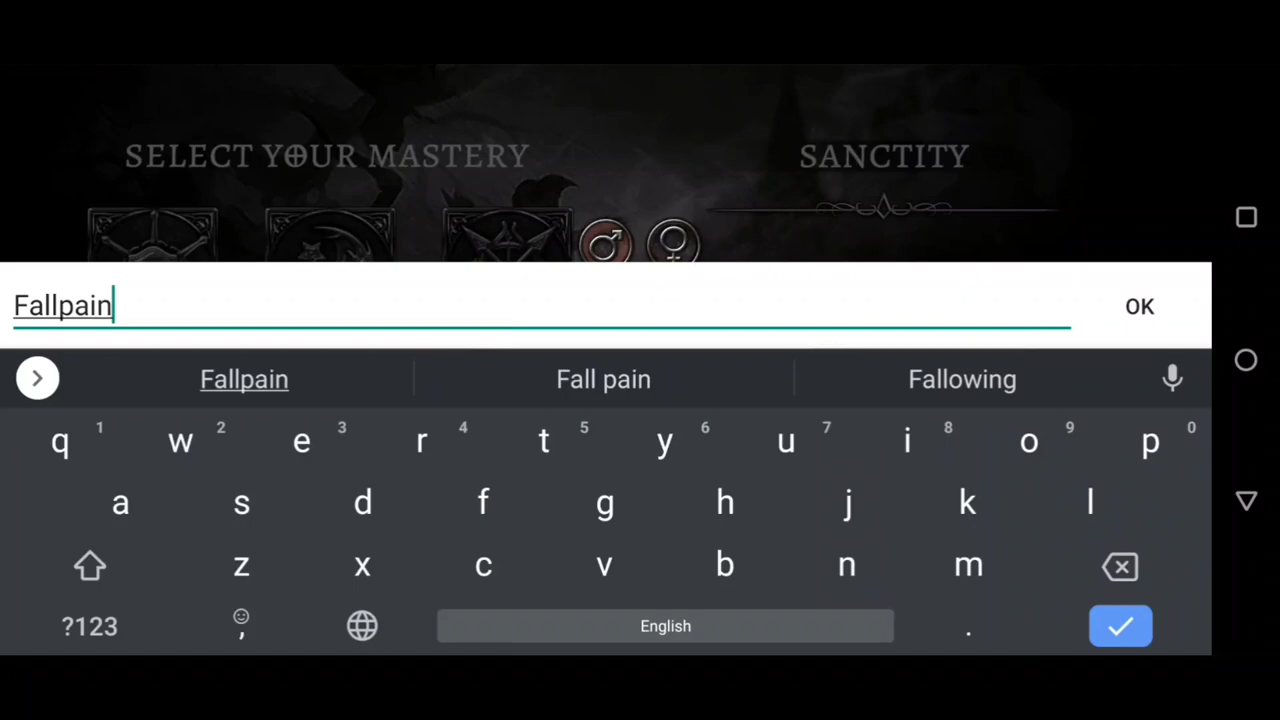 SELECT YOUR MASTERY
SANCTITY
Fallpain
OK
Fallpain Fall pain Fallowing
q 1 w 2 e 3 r 4 t 5 y 6 u 7 i 8 o 9 p 0
a s d f g h j k l
z x c v b n m
?123 , English .